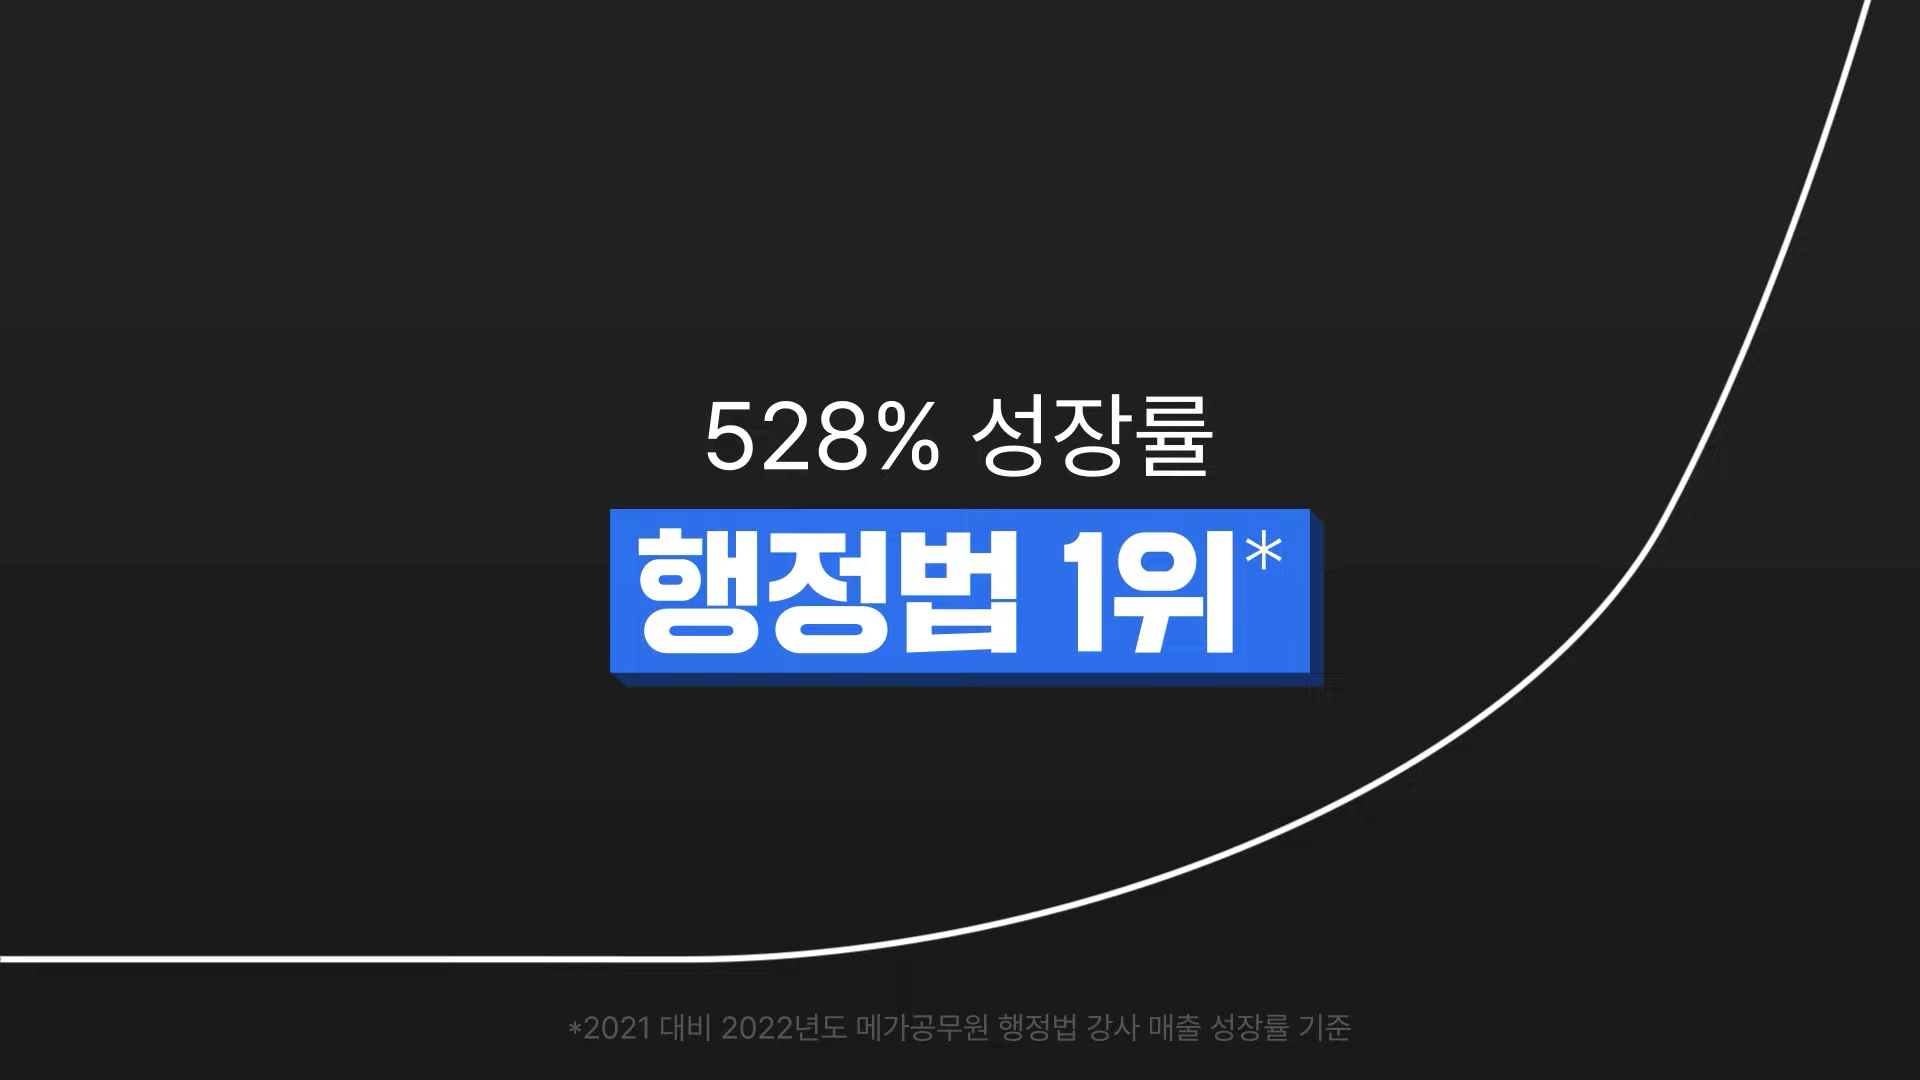 528% 성장률
행정법 1위*
*2021 대비 2022년도 메가공무원 행정법 강사 매출 성장률 기준